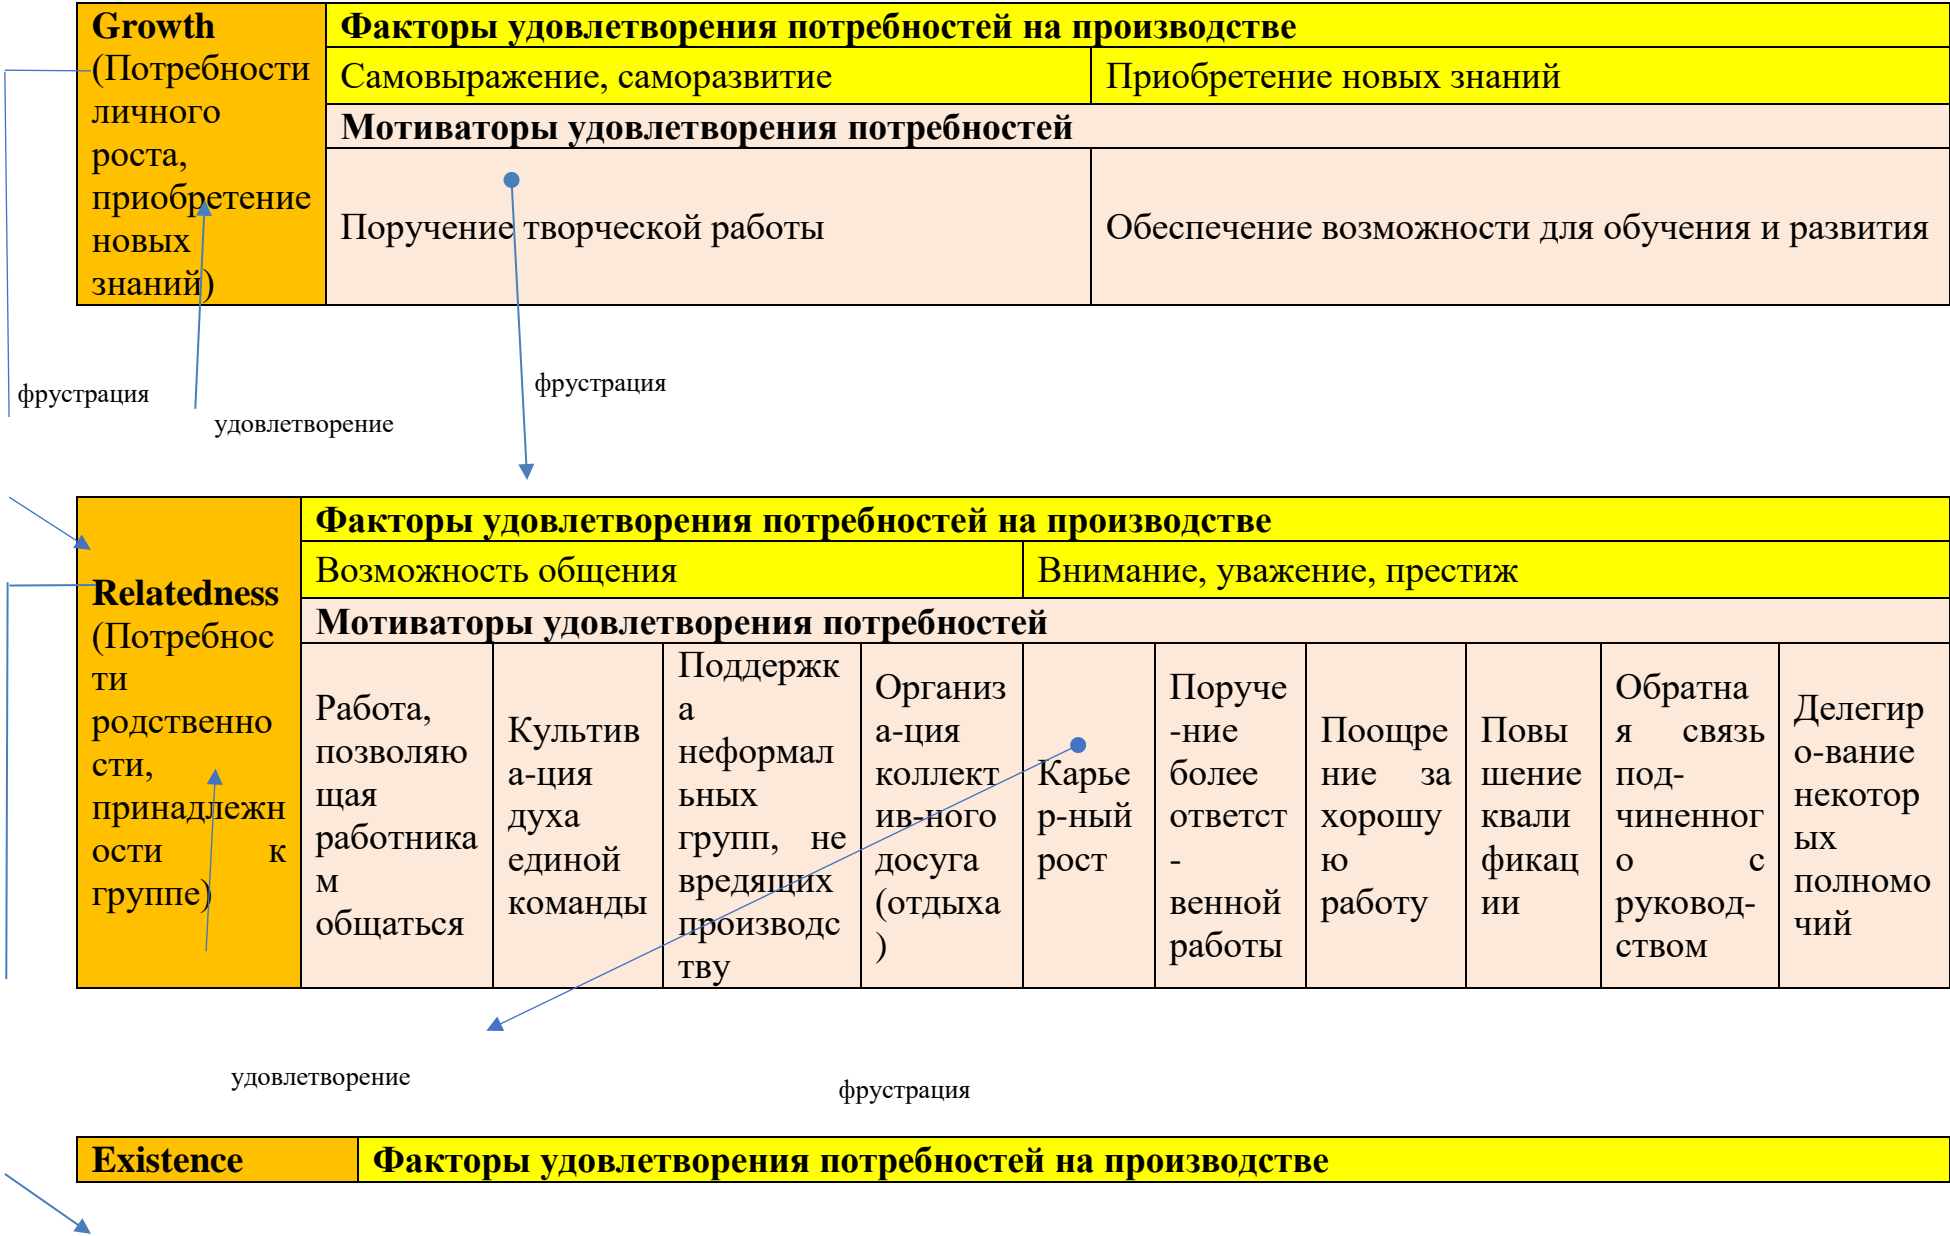 Growth
(Потребности
личного
роста,
приобретение
новых
знаний)
Факторы удовлетворения потребностей на производстве
Самовыражение, саморазвитие
Приобретение новых знаний
Мотиваторы удовлетворения потребностей
Поручение творческой работы
Обеспечение возможности для обучения и развития
фрустрация
удовлетворение
фрустрация
Relatedness
(Потребнос
ти
родственно
сти,
принадлежн
ости к
группе)
Факторы удовлетворения потребностей на производстве
Возможность общения
Внимание, уважение, престиж
Мотиваторы удовлетворения потребностей
Работа,
позволяю
щая
работника
м
общаться
Культив
а-ция
духа
единой
команды
Поддержк
а
неформал
ьных
групп, не
вредящих
производс
тву
Организ
а-ция
коллект
ив-ного
досуга
(отдыха
)
Карье
р-ный
рост
Поруче
-ние
более
ответст
-
венной
работы
Поощре
ние за
хорошу
ю
работу
Повы
шение
квали
фикац
ии
Обратна
я связь
под-
чиненног
о с
руковод-
ством
Делегир
о-вание
некотор
ых
полномо
чий
удовлетворение
фрустрация
Existence
Факторы удовлетворения потребностей на производстве